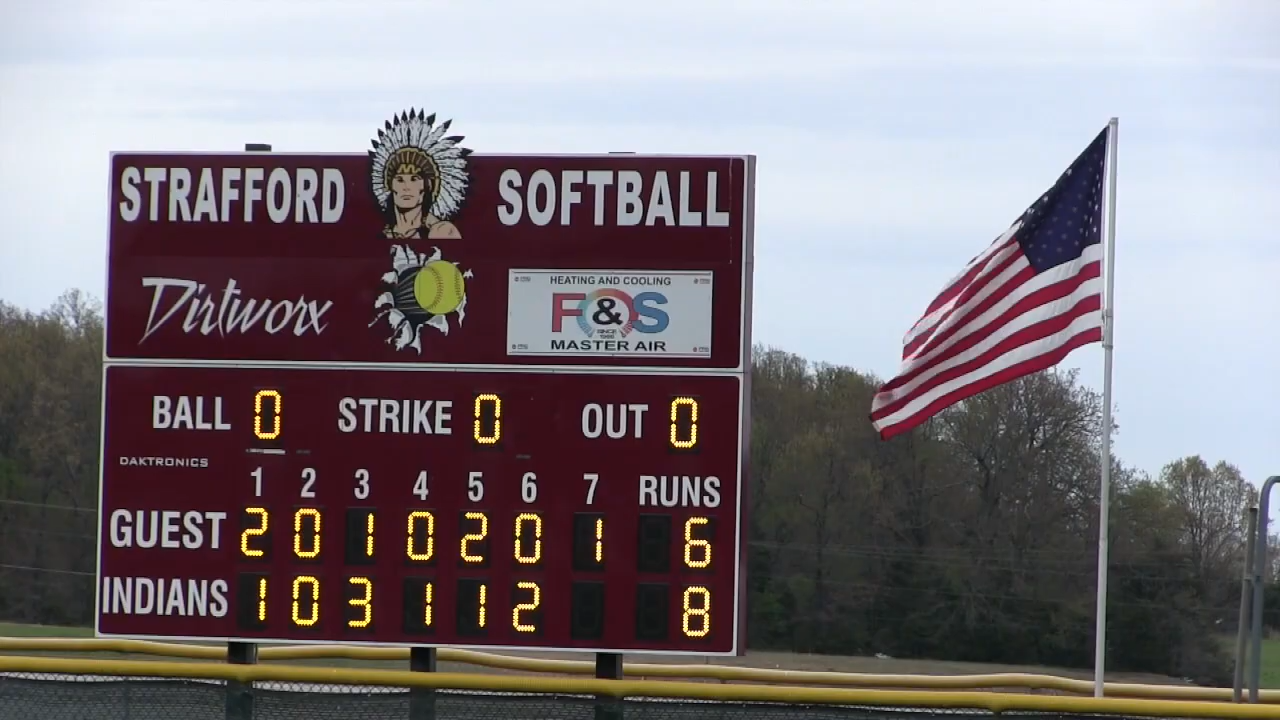 STRAFFORD SOFTBALL
Dirtworx
HEATING AND COOLING
F&S
SINCE
MASTER AIR
BALL 0 STRIKE 0 OUT 0
DAKTRONICS
1 2 3 4 5 6 7 RUNS
GUEST 2 0 1 0 2 0 1 6
INDIANS 1 0 3 1 1 2 8